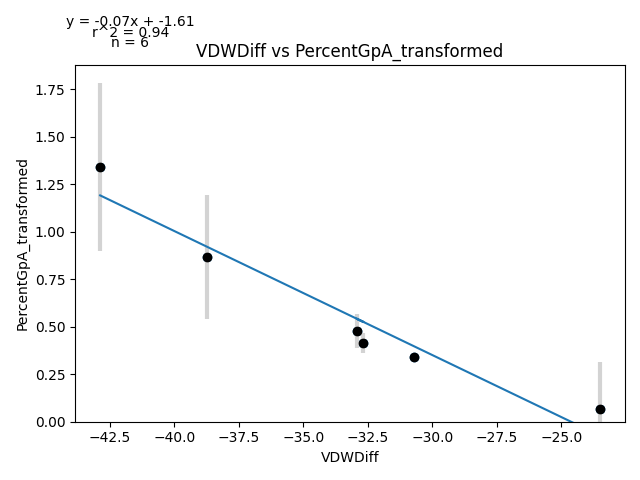 y = -0.07x + -1.61
r^2 = 0.94
n = 6
VDWDiff vs PercentGpA_transformed
PercentGpA_transformed
1.75
1.50
1.25
1.00
0.75
0.50
0.25
0.00
−42.5 −40.0 −37.5 −35.0 −32.5 −30.0 −27.5 −25.0
VDWDiff